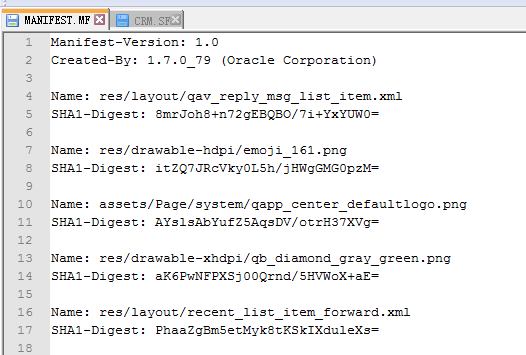 MANIFEST.MF CRM.SF
1 Manifest-Version: 1.0
2 Created-By: 1.7.0_79 (Oracle Corporation)
3
4 Name: res/layout/qav_reply_msg_list_item.xml
5 SHA1-Digest: 8mrJoh8+n72gEBQBO/7i+YxYUW0=
6
7 Name: res/drawable-hdpi/emoji_161.png
8 SHA1-Digest: itZQ7JRcVky0L5h/jHWgGMG0pzM=
9
10 Name: assets/Page/system/qapp_center_defaultlogo.png
11 SHA1-Digest: AYslsAbYufZ5AqsDV/otrH37XVg=
12
13 Name: res/drawable-xhdpi/qb_diamond_gray_green.png
14 SHA1-Digest: aK6PwNFPXSj00Qrnd/5HVWoX+aE=
15
16 Name: res/layout/recent_list_item_forward.xml
17 SHA1-Digest: PhaaZgBm5etMyk8tKSkIXduleXs=
18